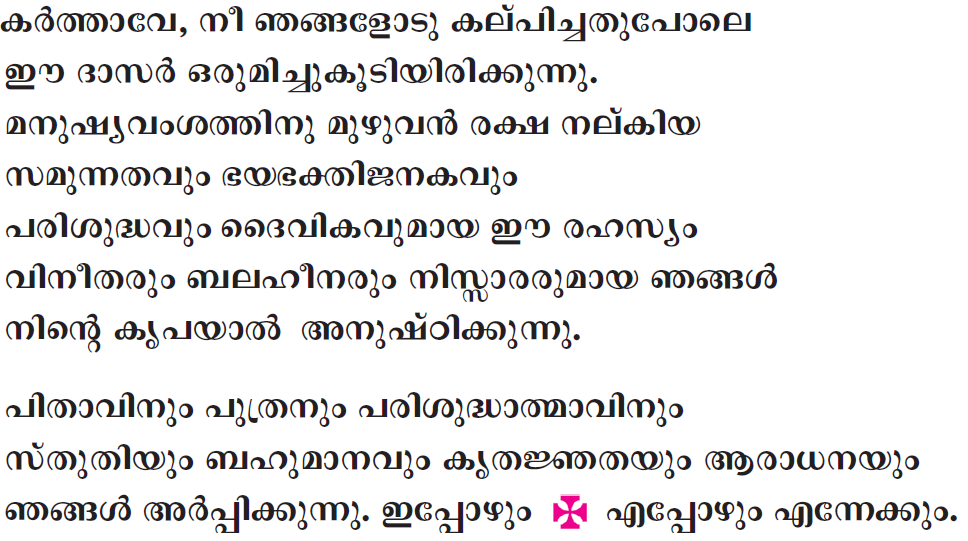 കർത്താവേ, നീ ഞങ്ങളോടു കല്പിച്ചതുപോലെ
ഈ ദാസർ ഒരുമിച്ചുകൂടിയിരിക്കുന്നു.
മനുഷ്യവംശത്തിനു മുഴുവൻ രക്ഷ നല്കിയ
സമുന്നതവും ഭയഭക്തിജനകവും
പരിശുദ്ധവും ദൈവികവുമായ ഈ രഹസ്യം
വിനീതരും ബലഹീനരും നിസ്സാരരുമായ ഞങ്ങൾ
നിന്റെ കൃപയാൽ അനുഷ്ഠിക്കുന്നു.
പിതാവിനും പുത്രനും പരിശുദ്ധാത്മാവിനും
സ്തുതിയും ബഹുമാനവും കൃതജ്ഞതയും ആരാധനയും
ഞങ്ങൾ അർപ്പിക്കുന്നു. ഇപ്പോഴും ✠ എപ്പോഴും എന്നേക്കും.